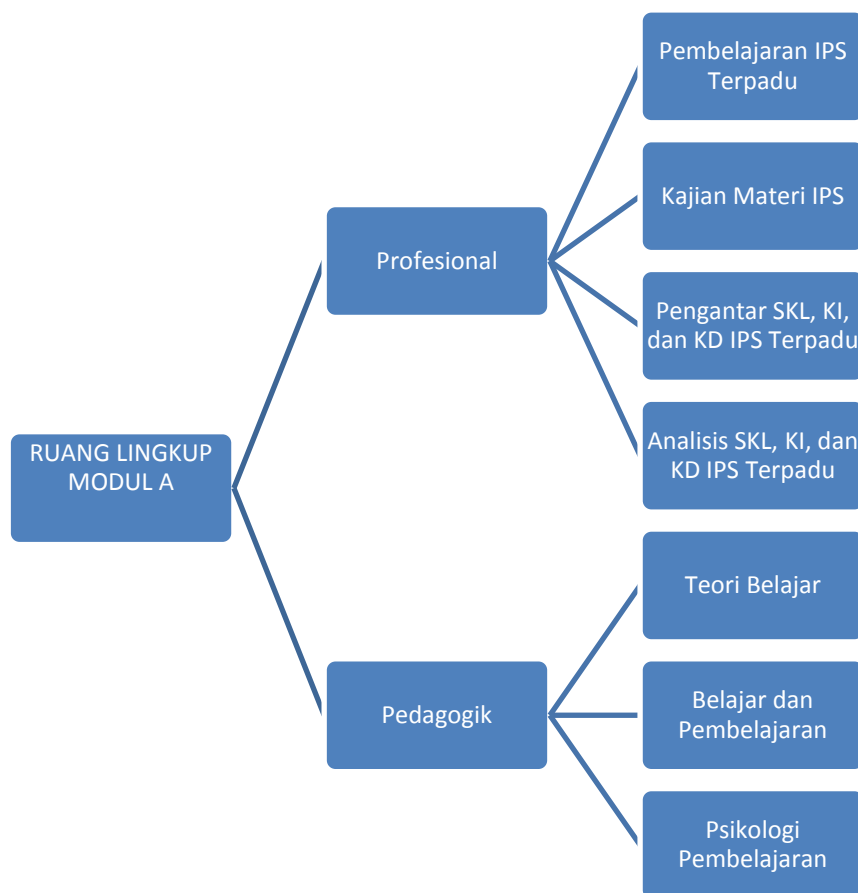 RUANG LINGKUP
MODUL A
Profesional
Pembelajaran IPS
Terpadu
Kajian Materi IPS
Pengantar SKL, KI,
dan KD IPS Terpadu
Analisis SKL, KI, dan
KD IPS Terpadu
Pedagogik
Teori Belajar
Belajar dan
Pembelajaran
Psikologi
Pembelajaran